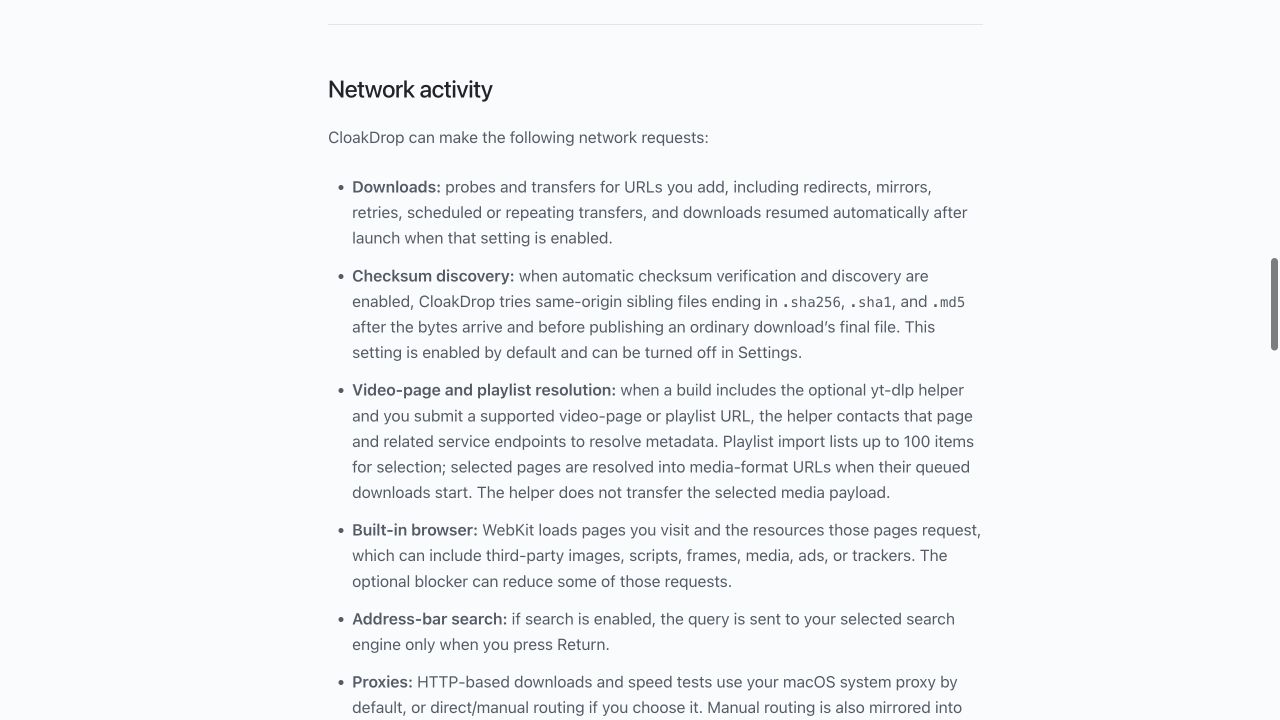 Network activity
CloakDrop can make the following network requests:
• Downloads: probes and transfers for URLs you add, including redirects, mirrors,
retries, scheduled or repeating transfers, and downloads resumed automatically after
launch when that setting is enabled.
• Checksum discovery: when automatic checksum verification and discovery are
enabled, CloakDrop tries same-origin sibling files ending in .sha256, .sha1, and .md5
after the bytes arrive and before publishing an ordinary download’s final file. This
setting is enabled by default and can be turned off in Settings.
• Video-page and playlist resolution: when a build includes the optional yt-dlp helper
and you submit a supported video-page or playlist URL, the helper contacts that page
and related service endpoints to resolve metadata. Playlist import lists up to 100 items
for selection; selected pages are resolved into media-format URLs when their queued
downloads start. The helper does not transfer the selected media payload.
• Built-in browser: WebKit loads pages you visit and the resources those pages request,
which can include third-party images, scripts, frames, media, ads, or trackers. The
optional blocker can reduce some of those requests.
• Address-bar search: if search is enabled, the query is sent to your selected search
engine only when you press Return.
• Proxies: HTTP-based downloads and speed tests use your macOS system proxy by
default, or direct/manual routing if you choose it. Manual routing is also mirrored into